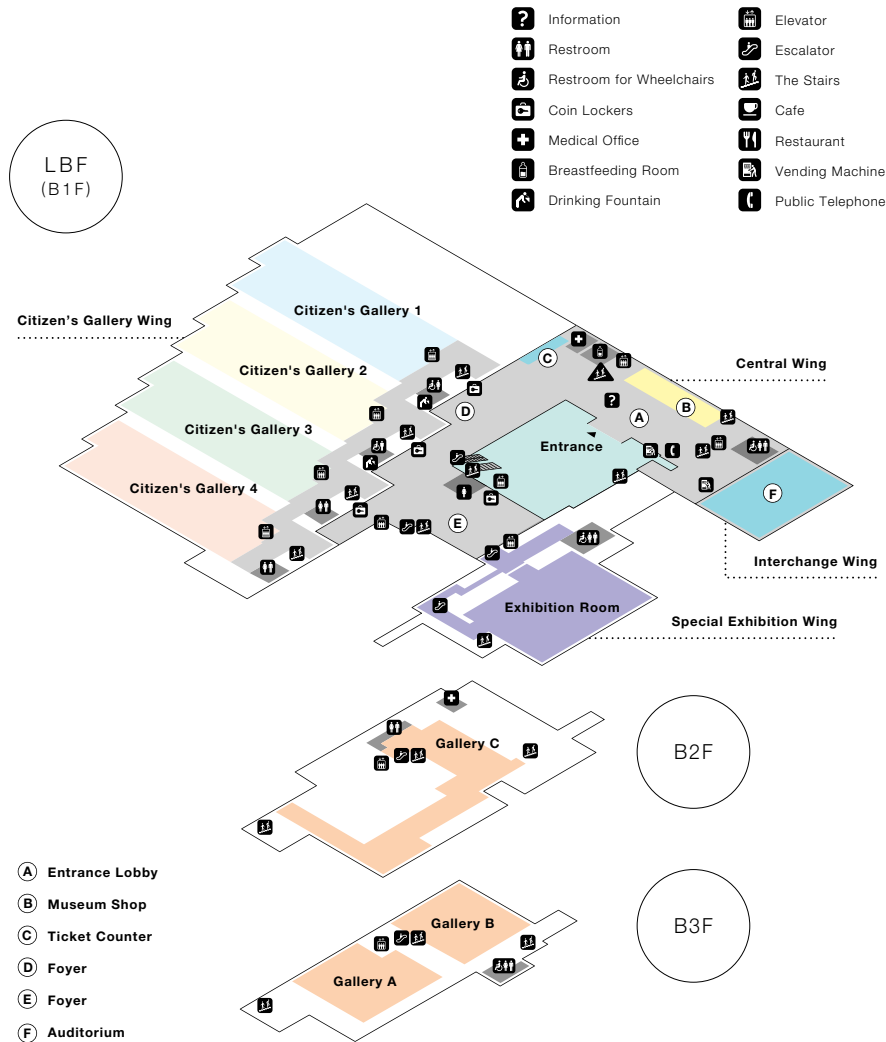 ?
Information
Elevator
Restroom
Escalator
Restroom for Wheelchairs
The Stairs
Coin Lockers
Cafe
Medical Office
Restaurant
Breastfeeding Room
Vending Machine
Drinking Fountain
Public Telephone
LBF
(B1F)
Citizen's Gallery 1
Citizen's Gallery Wing
Citizen's Gallery 2
Citizen's Gallery 3
Citizen's Gallery 4
C
Central Wing
D
?
A
B
Entrance
F
E
Interchange Wing
Exhibition Room
Special Exhibition Wing
Gallery C
B2F
Gallery B
Gallery A
B3F
A Entrance Lobby
B Museum Shop
C Ticket Counter
D Foyer
E Foyer
F Auditorium